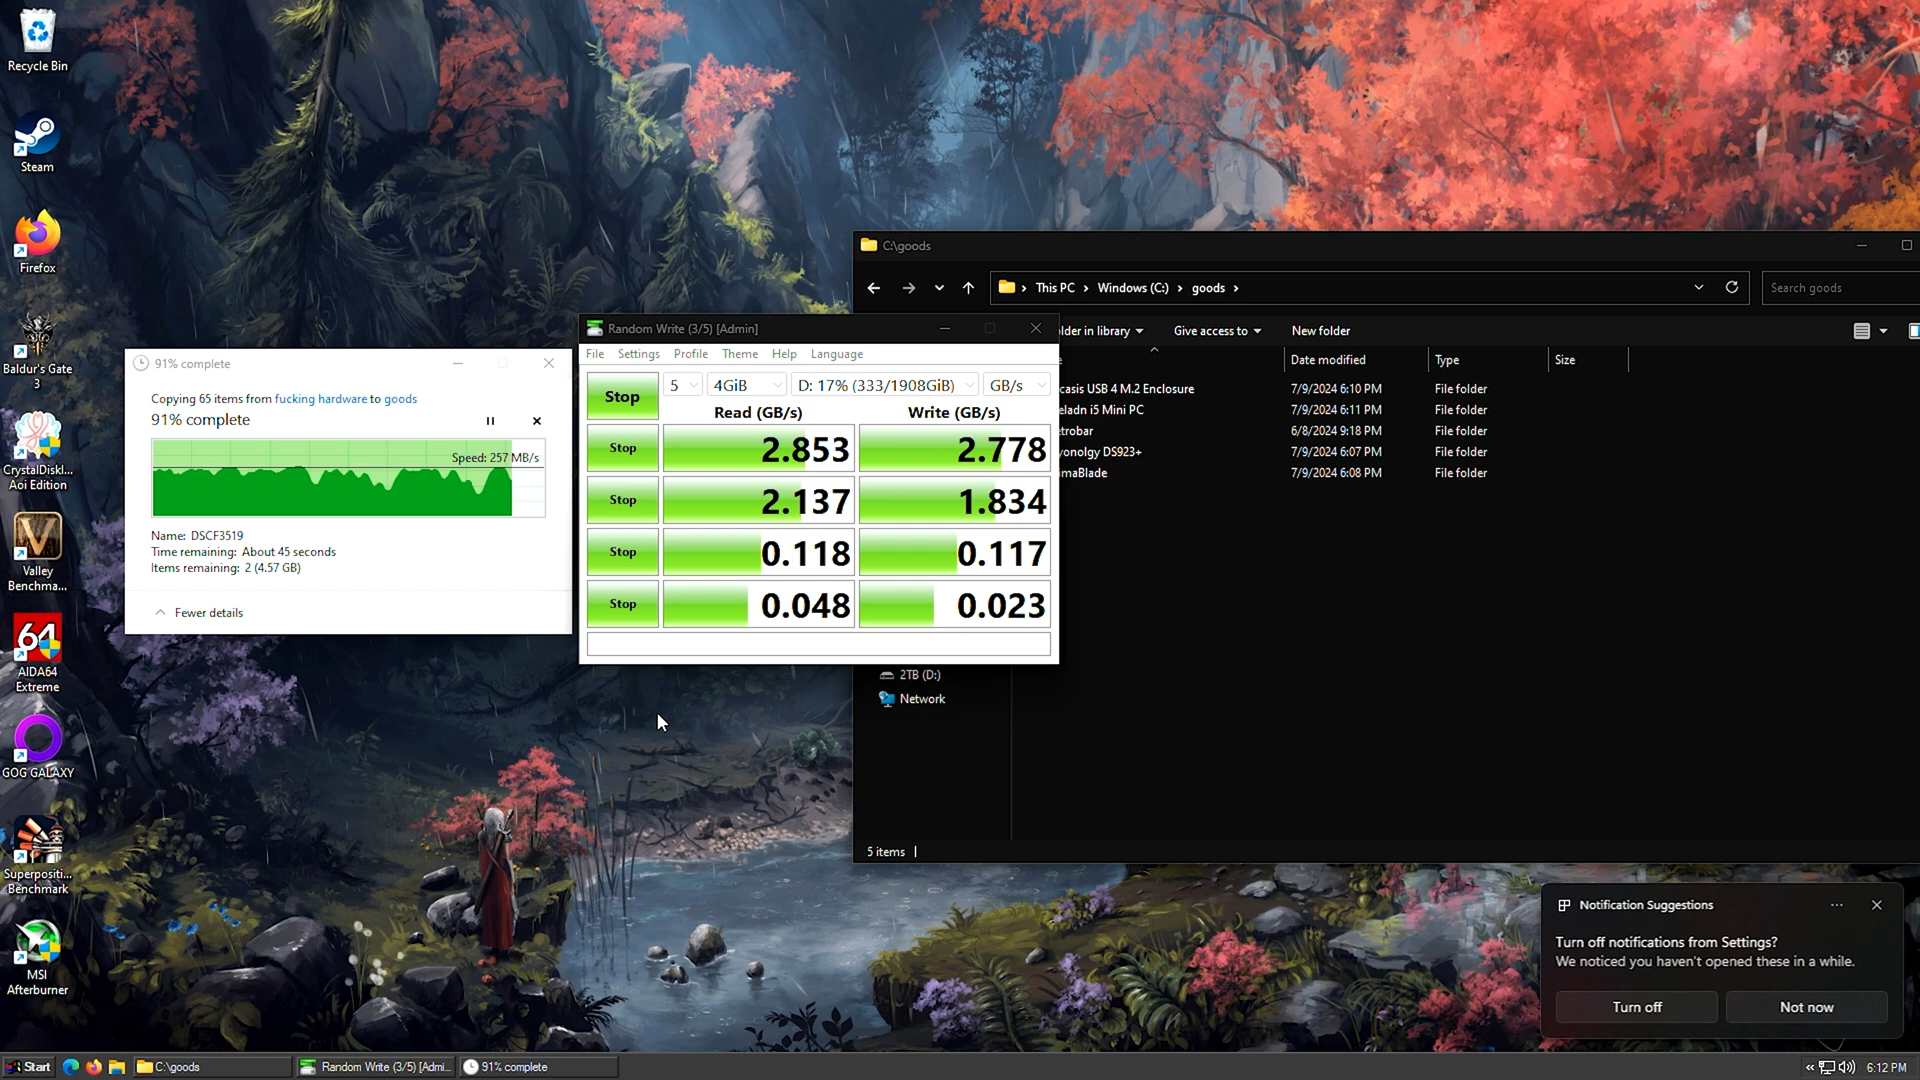 Recycle Bin
Steam
Firefox
Baldur's Gate
3
CrystalDiskI...
Aoi Edition
Valley
Benchma...
64
AIDA64
Extreme
GOG GALAXY
Superpositi...
Benchmark
MSI
Afterburner
91% complete
Copying 65 items from fucking hardware to goods
91% complete
Speed: 257 MB/s
Name: DSCF3519
Time remaining: About 45 seconds
Items remaining: 2 (4.57 GB)
Fewer details
Random Write (3/5) [Admin]
File Settings Profile Theme Help Language
Stop 5 4GiB D: 17% (333/1908GiB) GB/s
Read (GB/s) Write (GB/s)
Stop 2.853 2.778
Stop 2.137 1.834
Stop 0.118 0.117
Stop 0.048 0.023
C:\goods
This PC > Windows (C:) > goods >
Search goods
lder in library Give access to New folder
Date modified Type Size
casis USB 4 M.2 Enclosure 7/9/2024 6:10 PM File folder
eladn i5 Mini PC 7/9/2024 6:11 PM File folder
trobar 6/8/2024 9:18 PM File folder
yonolgy DS923+ 7/9/2024 6:07 PM File folder
imaBlade 7/9/2024 6:08 PM File folder
2TB (D:)
Network
5 items
Notification Suggestions
Turn off notifications from Settings?
We noticed you haven't opened these in a while.
Turn off Not now
Start C:\goods Random Write (3/5) [Admi... 91% complete 6:12 PM